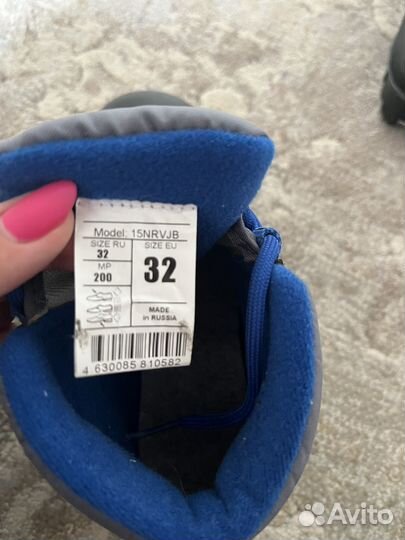 Model: 15NRVJB
SIZE RU
32
SIZE EU
32
MP
200
MADE
in RUSSIA
4 630085 810582
Avito